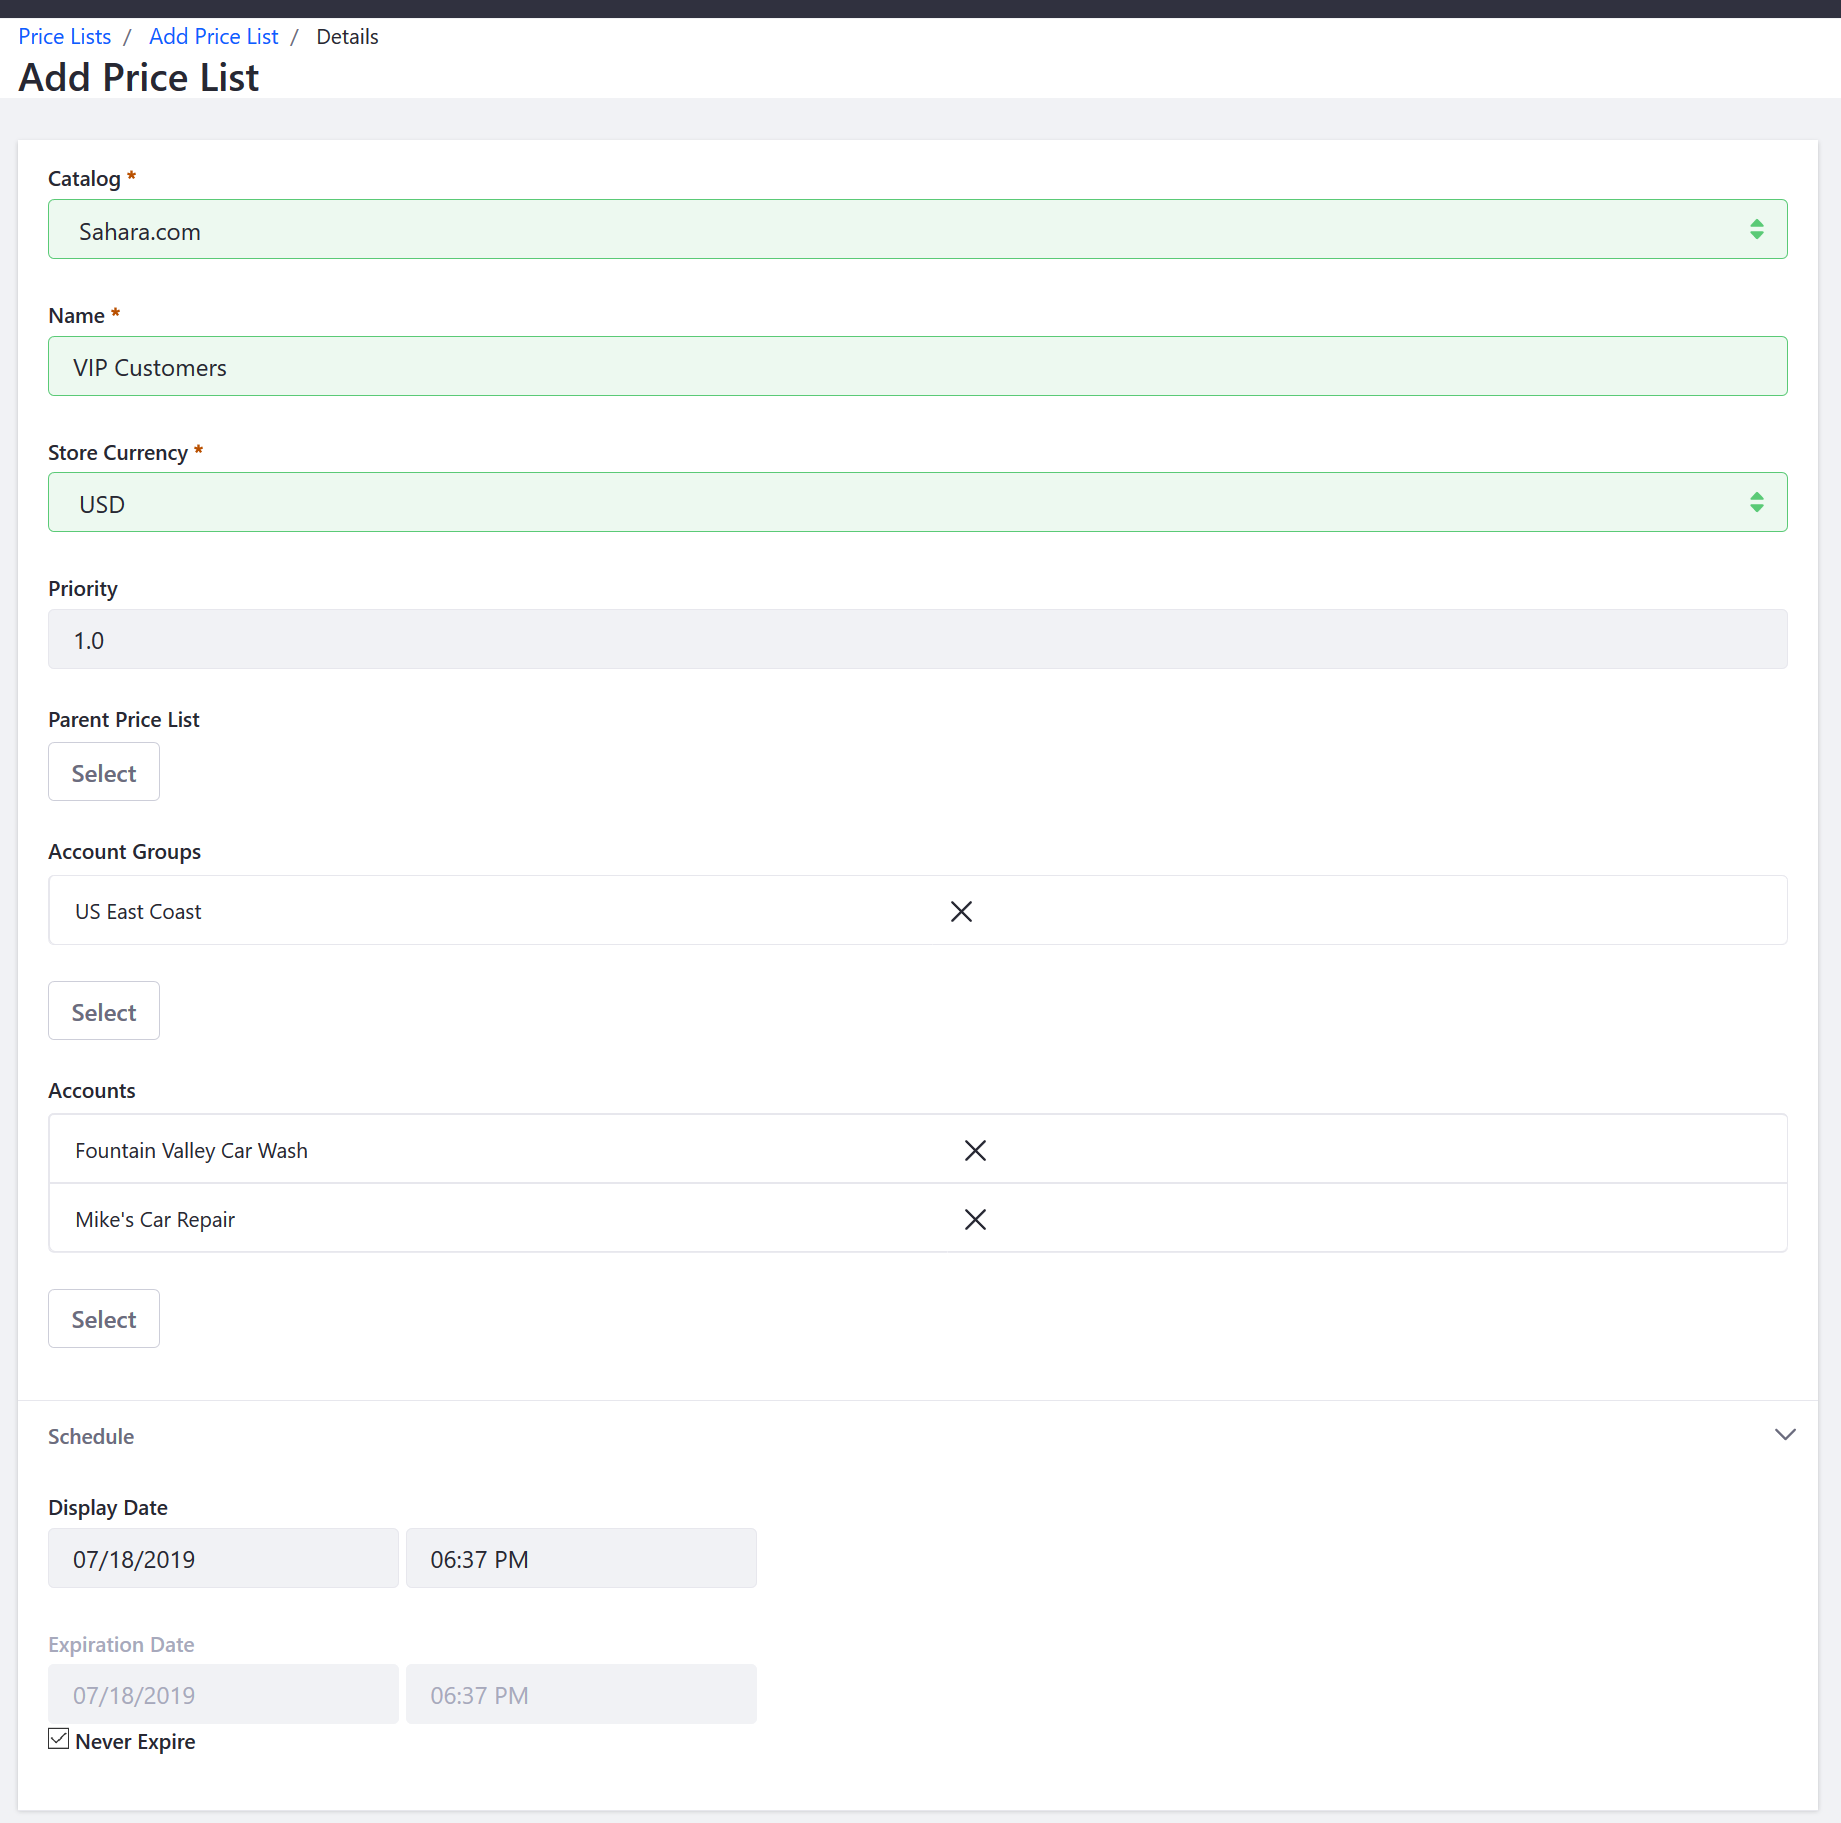 Price Lists / Add Price List / Details
Add Price List
Catalog *
Sahara.com
Name *
VIP Customers
Store Currency *
USD
Priority
1.0
Parent Price List
Select
Account Groups
US East Coast
Select
Accounts
Fountain Valley Car Wash
Mike's Car Repair
Select
Schedule
Display Date
07/18/2019 06:37 PM
Expiration Date
07/18/2019 06:37 PM
Never Expire